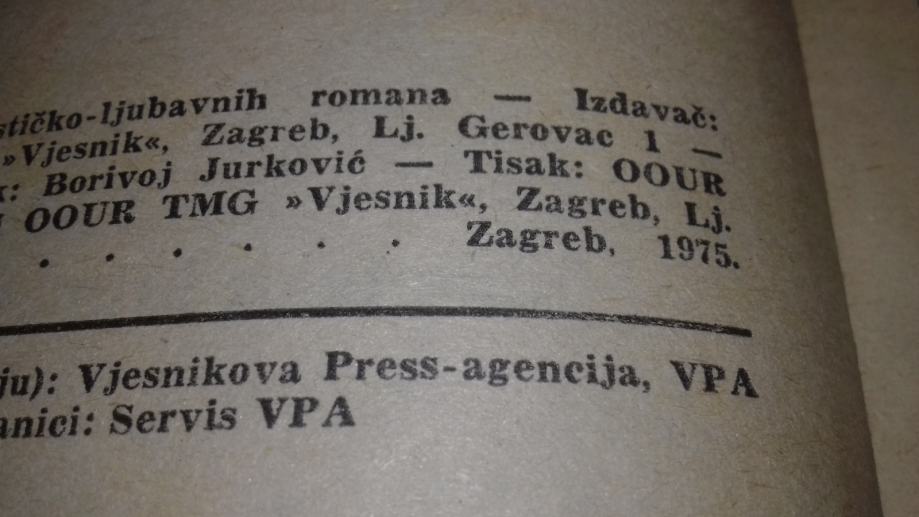 stičko-ljubavnih romana — Izdavač:
»Vjesnik«, Zagreb, Lj. Gerovac 1 —
: Borivoj Jurković — Tisak: OOUR
OOUR TMG »Vjesnik«, Zagreb, Lj.
. . . . . . Zagreb, 1975.
ju): Vjesnikova Press-agencija, VPA
anici: Servis VPA